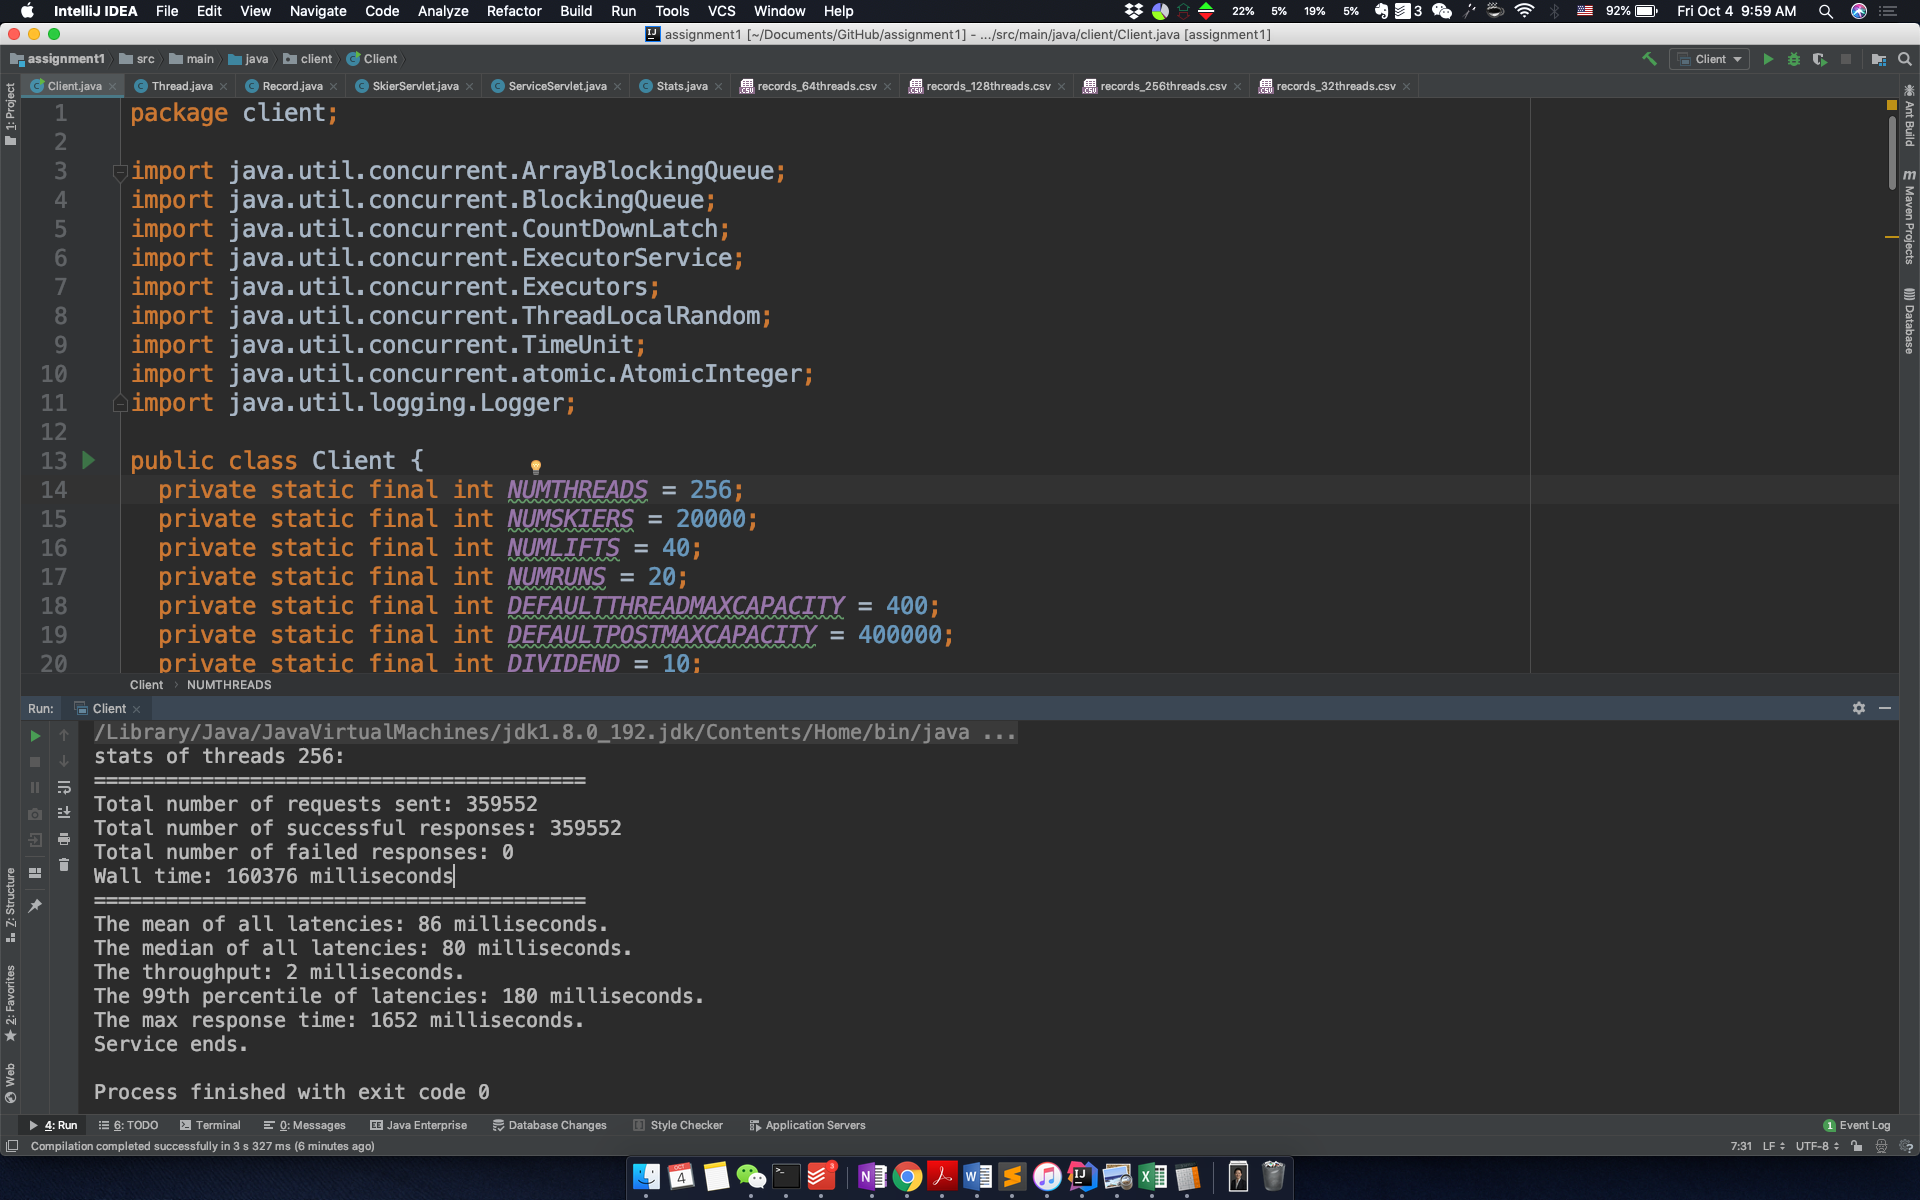 IntelliJ IDEA File Edit View Navigate Code Analyze Refactor Build Run Tools VCS Window Help 3 22% 5% 19% 5% 92% Fri Oct 4 9:59 AM
assignment1 [~/Documents/GitHub/assignment1] - .../src/main/java/client/Client.java [assignment1]
assignment1 src main java client Client Client
Client.java Thread.java Record.java SkierServlet.java ServiceServlet.java Stats.java records_64threads.csv records_128threads.csv records_256threads.csv records_32threads.csv
1: Project
Ant Build
Maven Projects
Database
1 package client;
2
3 import java.util.concurrent.ArrayBlockingQueue;
4 import java.util.concurrent.BlockingQueue;
5 import java.util.concurrent.CountDownLatch;
6 import java.util.concurrent.ExecutorService;
7 import java.util.concurrent.Executors;
8 import java.util.concurrent.ThreadLocalRandom;
9 import java.util.concurrent.TimeUnit;
10 import java.util.concurrent.atomic.AtomicInteger;
11 import java.util.logging.Logger;
12
13 public class Client {
14 private static final int NUMTHREADS = 256;
15 private static final int NUMSKIERS = 20000;
16 private static final int NUMLIFTS = 40;
17 private static final int NUMRUNS = 20;
18 private static final int DEFAULTTHREADMAXCAPACITY = 400;
19 private static final int DEFAULTPOSTMAXCAPACITY = 400000;
20 private static final int DIVIDEND = 10;
Client NUMTHREADS
Run: Client
/Library/Java/JavaVirtualMachines/jdk1.8.0_192.jdk/Contents/Home/bin/java ...
stats of threads 256:
=========================================
Total number of requests sent: 359552
Total number of successful responses: 359552
Total number of failed responses: 0
Wall time: 160376 milliseconds
=========================================
The mean of all latencies: 86 milliseconds.
The median of all latencies: 80 milliseconds.
The throughput: 2 milliseconds.
The 99th percentile of latencies: 180 milliseconds.
The max response time: 1652 milliseconds.
Service ends.
Process finished with exit code 0
Z: Structure
2: Favorites
Web
4: Run 6: TODO Terminal 0: Messages Java Enterprise Database Changes Style Checker Application Servers 1 Event Log
Compilation completed successfully in 3 s 327 ms (6 minutes ago) 7:31 LF UTF-8
OCT 4 3 N W IJ X